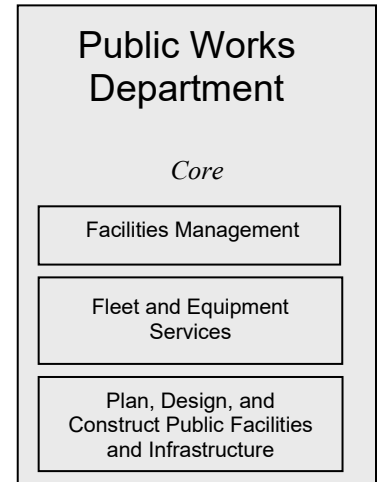 Public Works
Department
Core
Facilities Management
Fleet and Equipment
Services
Plan, Design, and
Construct Public Facilities
and Infrastructure